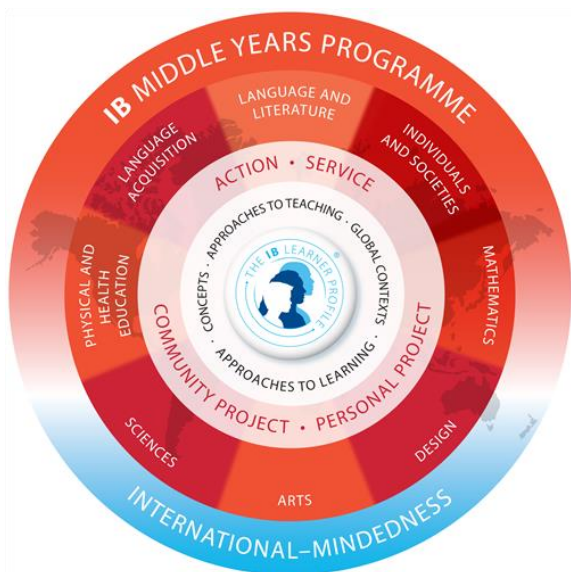 IB MIDDLE YEARS PROGRAMME
LANGUAGE AND
LITERATURE
INDIVIDUALS
AND SOCIETIES
MATHEMATICS
DESIGN
ARTS
SCIENCES
PHYSICAL AND
HEALTH
EDUCATION
LANGUAGE
ACQUISITION
ACTION • SERVICE
COMMUNITY PROJECT • PERSONAL PROJECT
APPROACHES TO TEACHING · GLOBAL CONTEXTS ·
APPROACHES TO LEARNING · CONCEPTS ·
THE IB LEARNER PROFILE
®
INTERNATIONAL–MINDEDNESS